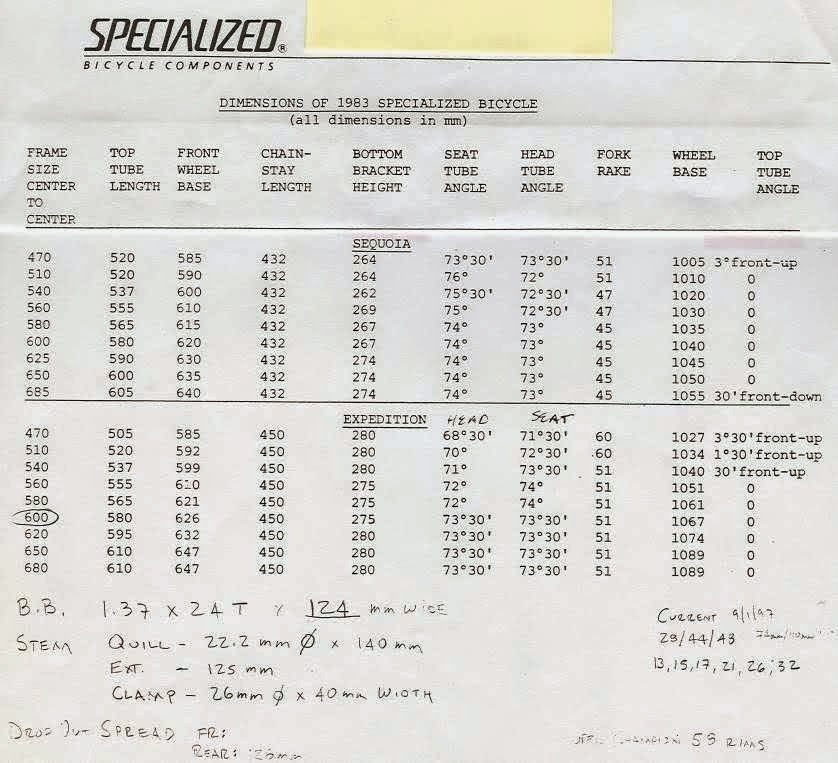 SPECIALIZED®
BICYCLE COMPONENTS
DIMENSIONS OF 1983 SPECIALIZED BICYCLE
(all dimensions in mm)
FRAME SIZE CENTER TO CENTER TOP TUBE LENGTH FRONT WHEEL BASE CHAIN-STAY LENGTH BOTTOM BRACKET HEIGHT SEAT TUBE ANGLE HEAD TUBE ANGLE FORK RAKE WHEEL BASE TOP TUBE ANGLE
SEQUOIA
470 520 585 432 264 73°30' 73°30' 51 1005 3°front-up
510 520 590 432 264 76° 72° 51 1010 0
540 537 600 432 262 75°30' 72°30' 47 1020 0
560 555 610 432 269 75° 72°30' 47 1030 0
580 565 615 432 267 74° 73° 45 1035 0
600 580 620 432 267 74° 73° 45 1040 0
625 590 630 432 274 74° 73° 45 1045 0
650 600 635 432 274 74° 73° 45 1050 0
685 605 640 432 274 74° 73° 45 1055 30'front-down
EXPEDITION HEAD SEAT
470 505 585 450 280 68°30' 71°30' 60 1027 3°30'front-up
510 520 592 450 280 70° 72°30' 60 1034 1°30'front-up
540 537 599 450 280 71° 73°30' 51 1040 30'front-up
560 555 610 450 275 72° 74° 51 1051 0
580 565 621 450 275 72° 74° 51 1061 0
600 580 626 450 275 73°30' 73°30' 51 1067 0
620 595 632 450 280 73°30' 73°30' 51 1074 0
650 610 647 450 280 73°30' 73°30' 51 1089 0
680 610 647 450 280 73°30' 73°30' 51 1089 0
B.B. 1.37 x 24 T x 124 mm WIDE
STEM QUILL - 22.2 mm Ø x 140 mm
EXT. - 125 mm
CLAMP - 26mm Ø x 40 mm WIDTH
CURRENT 9/1/97
28/44/48
13,15,17,21,26,32
DROP OUT SPREAD FR:
REAR: 126mm
RIMS